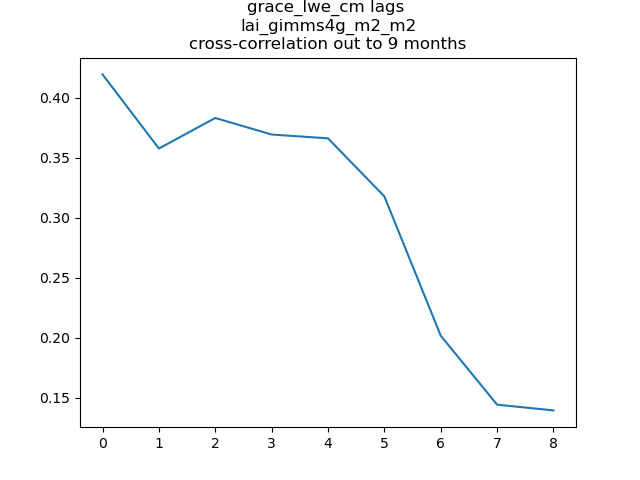 grace_lwe_cm lags
lai_gimms4g_m2_m2
cross-correlation out to 9 months
0.40
0.35
0.30
0.25
0.20
0.15
0 1 2 3 4 5 6 7 8